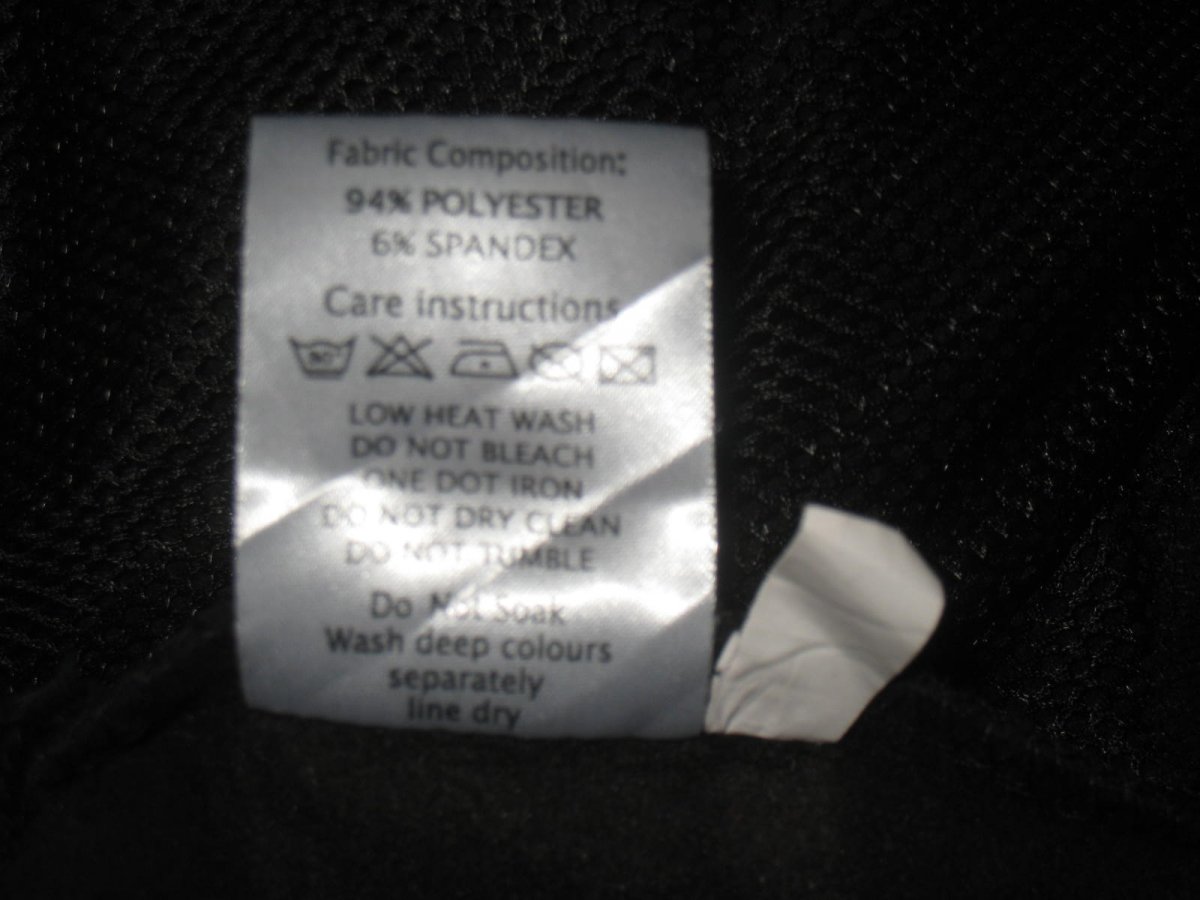 Fabric Composition:
94% POLYESTER
6% SPANDEX
Care instructions
LOW HEAT WASH
DO NOT BLEACH
ONE DOT IRON
DO NOT DRY CLEAN
DO NOT TUMBLE
Do Not Soak
Wash deep colours
separately
line dry